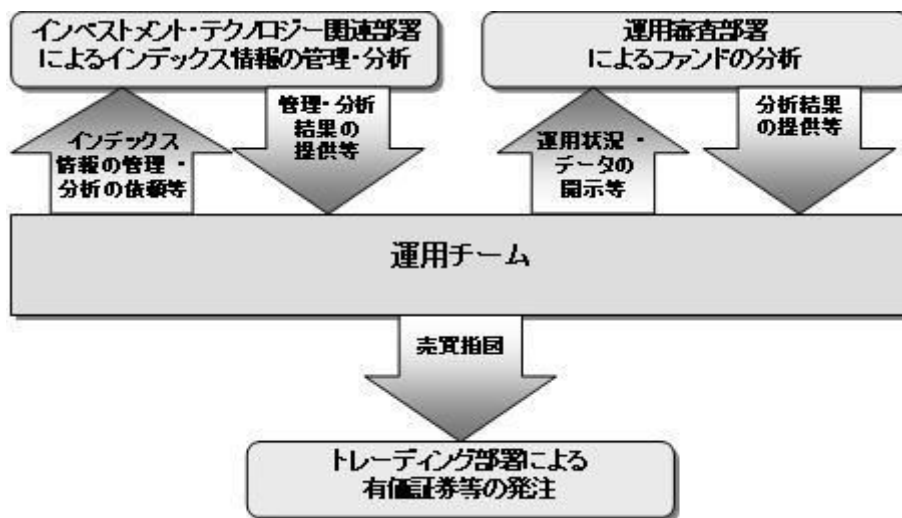 インベストメント・テクノロジー関連部署
によるインデックス情報の管理・分析
運用審査部署
によるファンドの分析
インデックス
情報の管理・
分析の依頼等
管理・分析
結果の
提供等
運用状況・
データの
開示等
分析結果
の提供等
運用チーム
売買指図
トレーディング部署による
有価証券等の発注